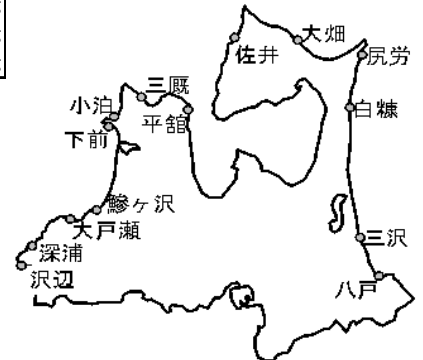 大畑
佐井
尻労
三厩
小泊
平舘
下前
白糠
鰺ヶ沢
大戸瀬
深浦
沢辺
三沢
八戸